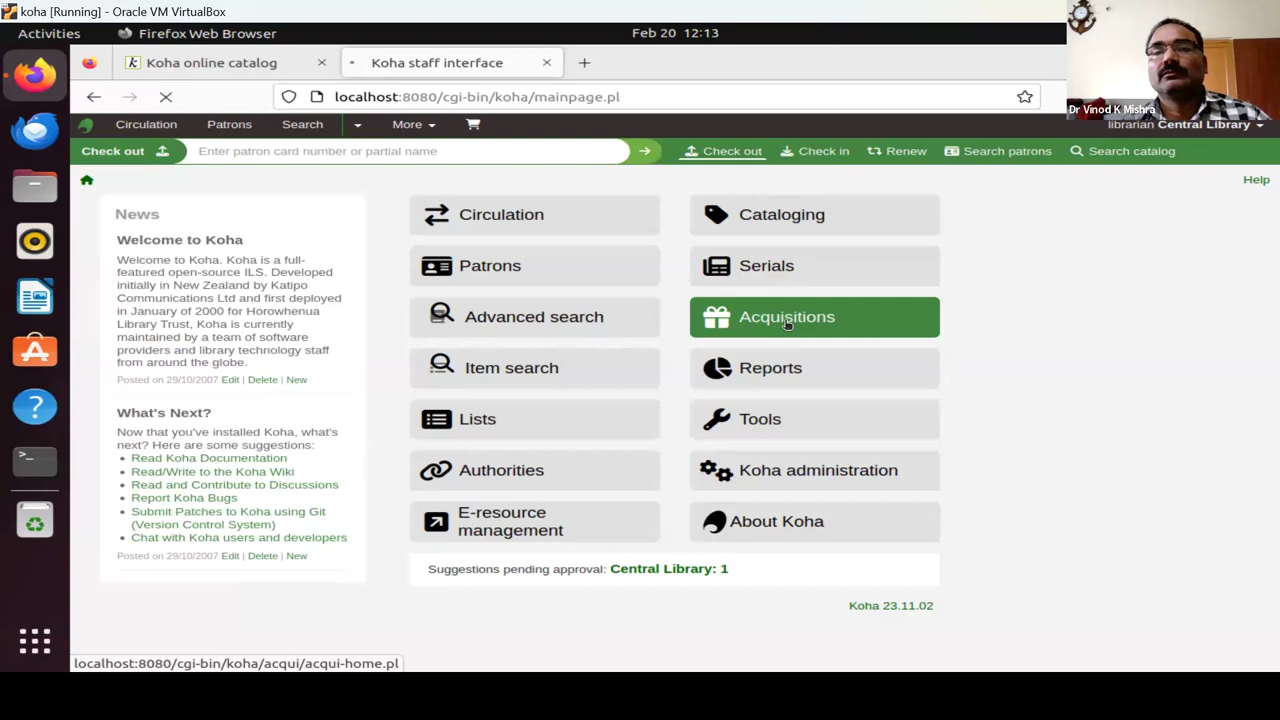 koha [Running] - Oracle VM VirtualBox
Activities Firefox Web Browser Feb 20 12:13
Koha online catalog × Koha staff interface × +
localhost:8080/cgi-bin/koha/mainpage.pl
Dr Vinod K Mishra
Circulation Patrons Search More librarian Central Library
Check out Enter patron card number or partial name Check out Check in Renew Search patrons Search catalog
Help
News
Welcome to Koha
Welcome to Koha. Koha is a full-
featured open-source ILS. Developed
initially in New Zealand by Katipo
Communications Ltd and first deployed
in January of 2000 for Horowhenua
Library Trust, Koha is currently
maintained by a team of software
providers and library technology staff
from around the globe.
Posted on 29/10/2007 Edit | Delete | New
What's Next?
Now that you've installed Koha, what's
next? Here are some suggestions:
• Read Koha Documentation
• Read/Write to the Koha Wiki
• Read and Contribute to Discussions
• Report Koha Bugs
• Submit Patches to Koha using Git
(Version Control System)
• Chat with Koha users and developers
Posted on 29/10/2007 Edit | Delete | New
Circulation
Cataloging
Patrons
Serials
Advanced search
Acquisitions
Item search
Reports
Lists
Tools
Authorities
Koha administration
E-resource
management
About Koha
Suggestions pending approval: Central Library: 1
Koha 23.11.02
localhost:8080/cgi-bin/koha/acqui/acqui-home.pl